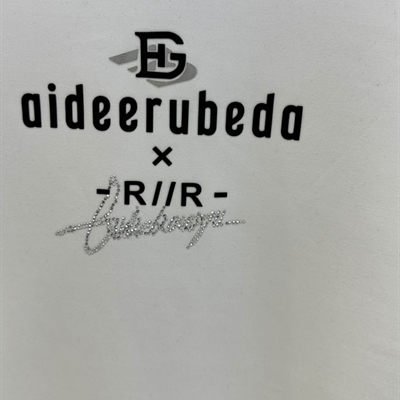 aideerubeda
×
-R//R-